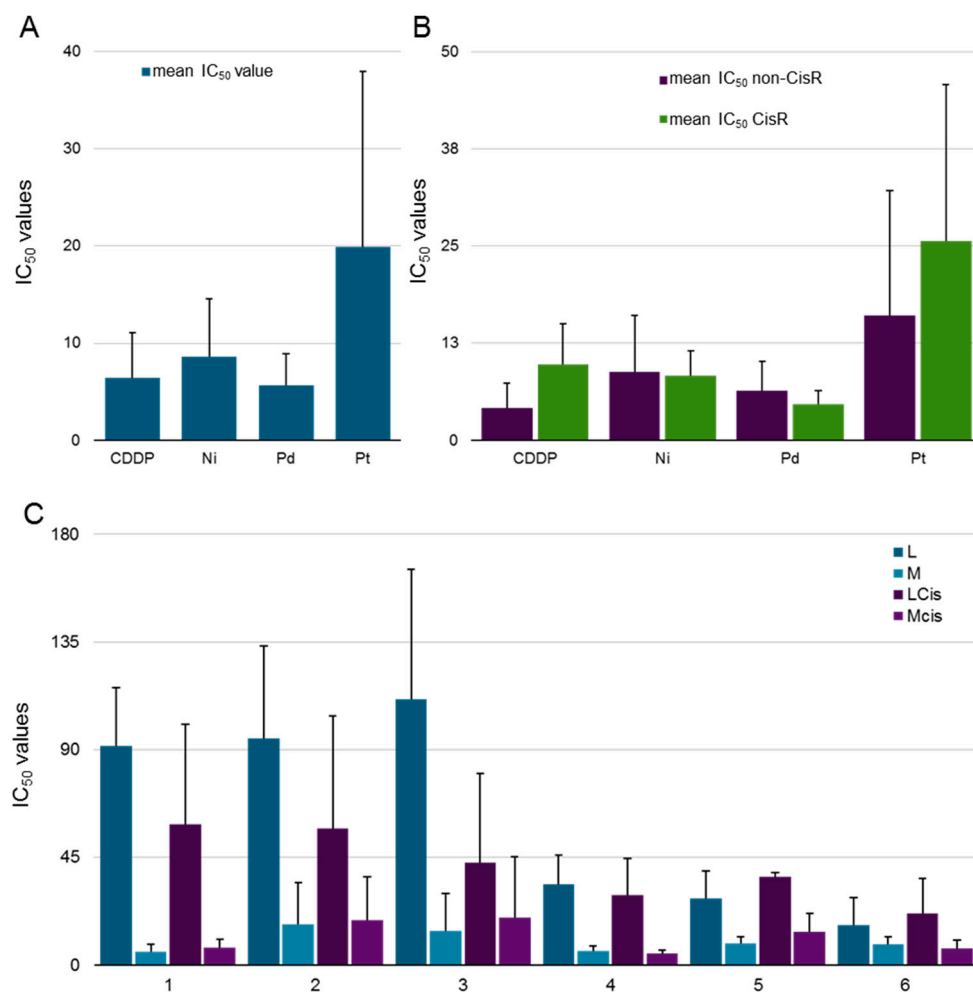 A
40
30
20
10
0
IC50 values
mean IC50 value
CDDP Ni Pd Pt
B
50
38
25
13
0
IC50 values
mean IC50 non-CisR
mean IC50 CisR
CDDP Ni Pd Pt
C
180
135
90
45
0
IC50 values
L
M
LCis
Mcis
1 2 3 4 5 6